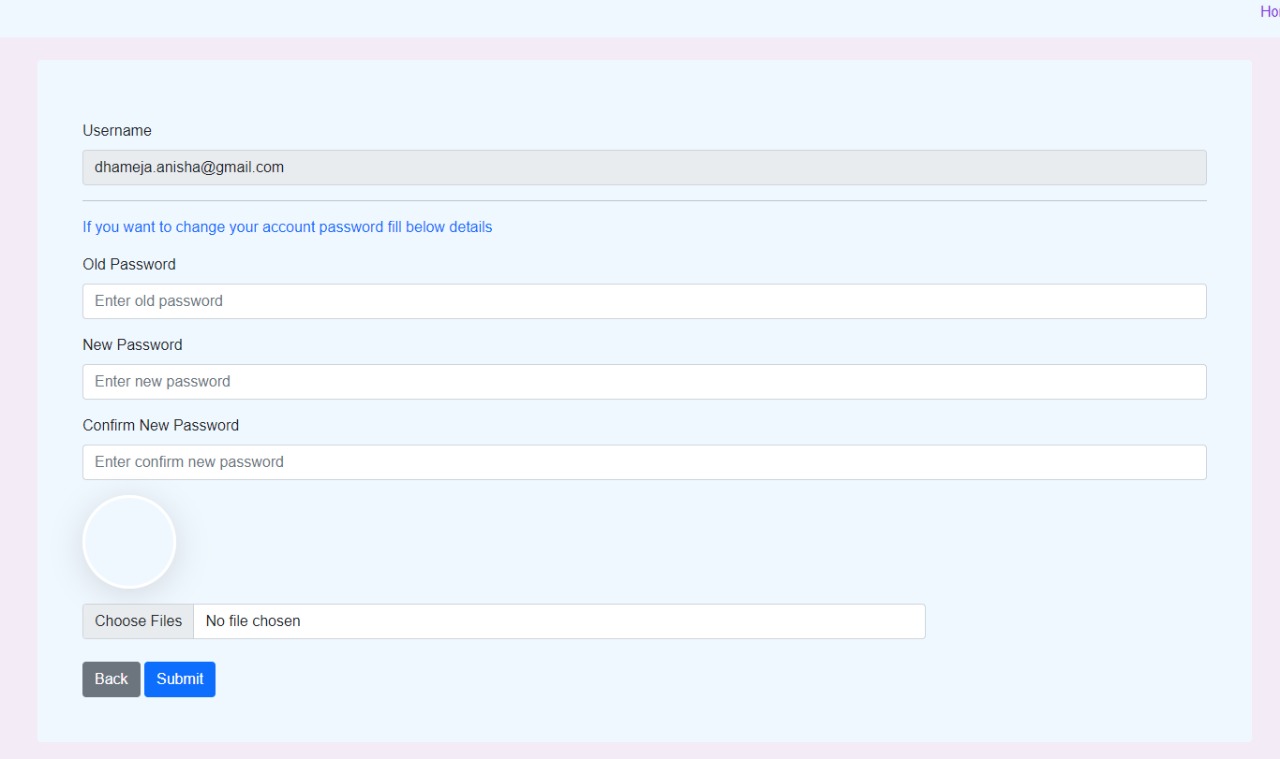 Username
dhameja.anisha@gmail.com
If you want to change your account password fill below details
Old Password
Enter old password
New Password
Enter new password
Confirm New Password
Enter confirm new password
Choose Files No file chosen
Back Submit